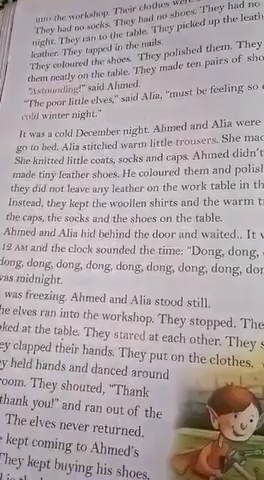 into the workshop. Their clothes were
They had no socks. They had no shoes. They had no
night. They ran to the table. They picked up the leath
leather. They tapped in the nails.
They coloured the shoes. They polished them. They
them neatly on the table. They made ten pairs of sho
"Astounding!" said Ahmed.
"The poor little elves," said Alia, "must be feeling so c
cold winter night."
It was a cold December night. Ahmed and Alia were
go to bed. Alia stitched warm little trousers. She mad
She knitted little coats, socks and caps. Ahmed didn't
made tiny leather shoes. He coloured them and polish
they did not leave any leather on the work table in th
Instead, they kept the woollen shirts and the warm tr
the caps, the socks and the shoes on the table.
Ahmed and Alia hid behind the door and waited.. It w
12 AM and the clock sounded the time: "Dong, dong,
dong, dong, dong, dong, dong, dong, dong, don
was midnight.
was freezing. Ahmed and Alia stood still.
he elves ran into the workshop. They stopped. The
oked at the table. They stared at each other. They s
ey clapped their hands. They put on the clothes.
y held hands and danced around
room. They shouted, "Thank
thank you!" and ran out of the
The elves never returned.
e kept coming to Ahmed's
They kept buying his shoes,